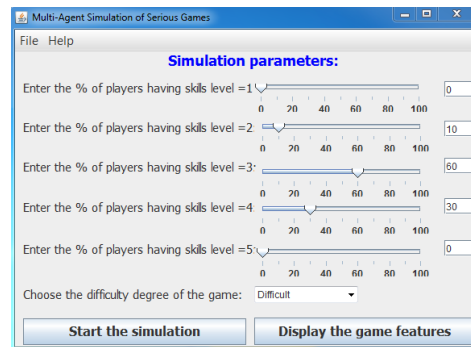 Multi-Agent Simulation of Serious Games
File Help
Simulation parameters:
Enter the % of players having skills level =1 0
0 20 40 60 80 100
Enter the % of players having skills level =2 10
0 20 40 60 80 100
Enter the % of players having skills level =3 60
0 20 40 60 80 100
Enter the % of players having skills level =4 30
0 20 40 60 80 100
Enter the % of players having skills level =5 0
0 20 40 60 80 100
Choose the difficulty degree of the game: Difficult
Start the simulation Display the game features